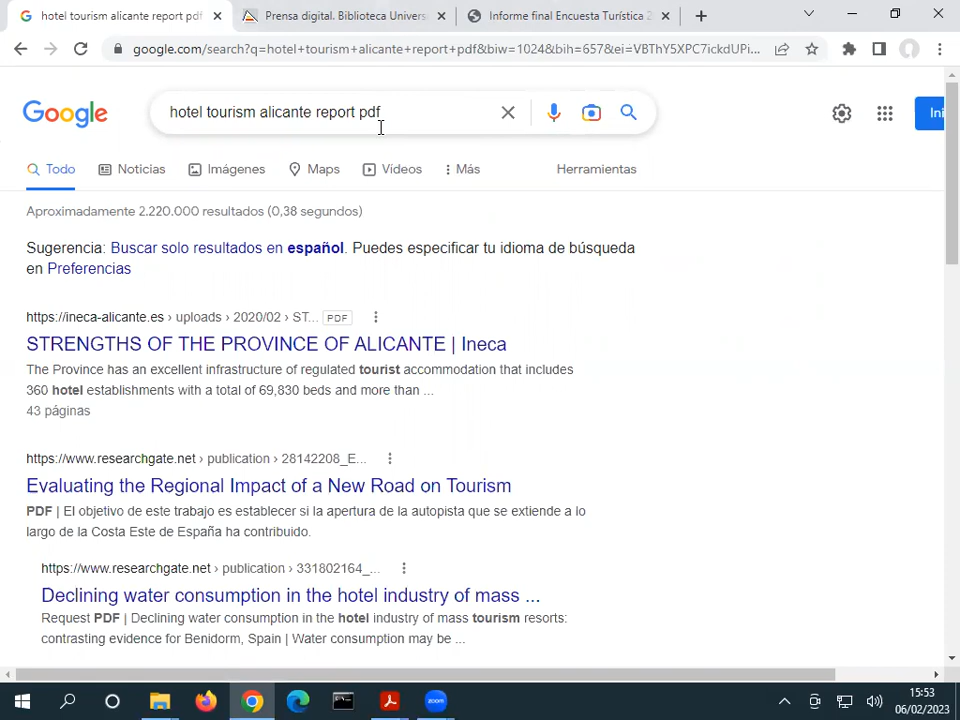 hotel tourism alicante report pdf
Prensa digital. Biblioteca Univers
Informe final Encuesta Turística 2
google.com/search?q=hotel+tourism+alicante+report+pdf&biw=1024&bih=657&ei=VBThY5XPC7ickdUPi...
Google
hotel tourism alicante report pdf
Ini
Todo
Noticias
Imágenes
Maps
Vídeos
Más
Herramientas
Aproximadamente 2.220.000 resultados (0,38 segundos)
Sugerencia: Buscar solo resultados en español. Puedes especificar tu idioma de búsqueda
en Preferencias
https://ineca-alicante.es › uploads › 2020/02 › ST... PDF
STRENGTHS OF THE PROVINCE OF ALICANTE | Ineca
The Province has an excellent infrastructure of regulated tourist accommodation that includes
360 hotel establishments with a total of 69,830 beds and more than ...
43 páginas
https://www.researchgate.net › publication › 28142208_E...
Evaluating the Regional Impact of a New Road on Tourism
PDF | El objetivo de este trabajo es establecer si la apertura de la autopista que se extiende a lo
largo de la Costa Este de España ha contribuido.
https://www.researchgate.net › publication › 331802164_...
Declining water consumption in the hotel industry of mass ...
Request PDF | Declining water consumption in the hotel industry of mass tourism resorts:
contrasting evidence for Benidorm, Spain | Water consumption may be ...
zoom
15:53
06/02/2023